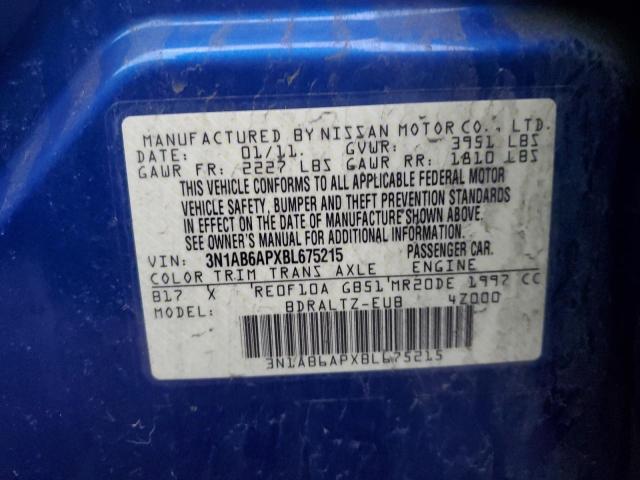 MANUFACTURED BY NISSAN MOTOR CO., LTD.
DATE: 01/11. GVWR: 3951 LBS
GAWR FR: 2227 LBS GAWR RR: 1810 LBS
THIS VEHICLE CONFORMS TO ALL APPLICABLE FEDERAL MOTOR
VEHICLE SAFETY, BUMPER AND THEFT PREVENTION STANDARDS
IN EFFECT ON THE DATE OF MANUFACTURE SHOWN ABOVE.
SEE OWNER'S MANUAL FOR ADDITIONAL INFORMATION.
VIN: 3N1AB6APXBL675215 PASSENGER CAR.
COLOR TRIM TRANS AXLE ENGINE
B17 X RE0F10A GB51 MR20DE 1997 CC
BDRALTZ-EUB 4Z000
3N1AB6APXBL675215